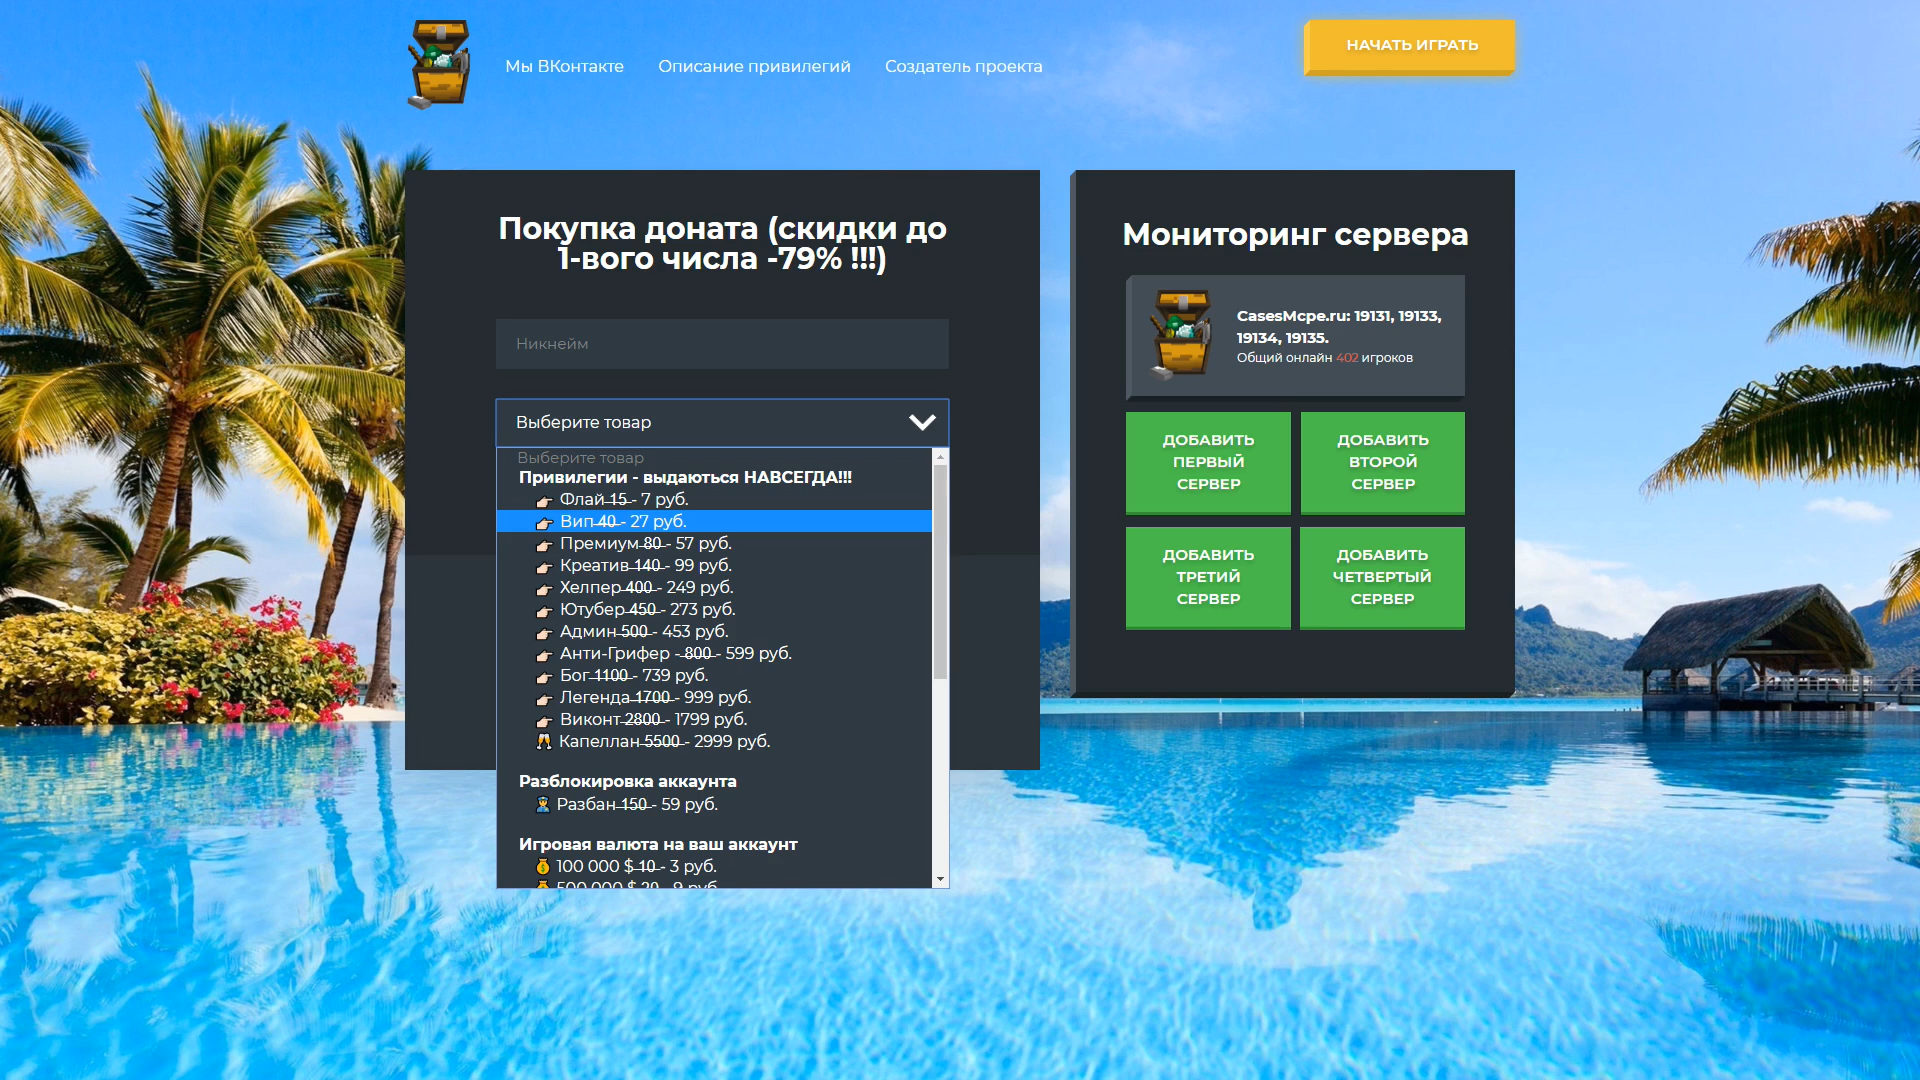 Мы ВКонтакте
Описание привилегий
Создатель проекта
НАЧАТЬ ИГРАТЬ
Покупка доната (скидки до
1-вого числа -79% !!!)
Никнейм
Выберите товар
Выберите товар
Привилегии - выдаються НАВСЕГДА!!!
👉 Флай 15 - 7 руб.
👉 Вип 40 - 27 руб.
👉 Премиум 80 - 57 руб.
👉 Креатив 140 - 99 руб.
👉 Хелпер 400 - 249 руб.
👉 Ютубер 450 - 273 руб.
👉 Админ 500 - 453 руб.
👉 Анти-Грифер - 800 - 599 руб.
👉 Бог 1100 - 739 руб.
👉 Легенда 1700 - 999 руб.
👉 Виконт 2800 - 1799 руб.
🥂 Капеллан 5500 - 2999 руб.
Разблокировка аккаунта
👮 Разбан 150 - 59 руб.
Игровая валюта на ваш аккаунт
💰 100 000 $ 10 - 3 руб.
💰 500 000 $ 20 - 9 руб.
Мониторинг сервера
CasesMcpe.ru: 19131, 19133,
19134, 19135.
Общий онлайн 402 игроков
ДОБАВИТЬ
ПЕРВЫЙ
СЕРВЕР
ДОБАВИТЬ
ВТОРОЙ
СЕРВЕР
ДОБАВИТЬ
ТРЕТИЙ
СЕРВЕР
ДОБАВИТЬ
ЧЕТВЕРТЫЙ
СЕРВЕР